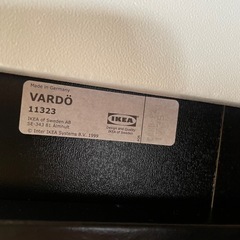 Made in Germany
VARDÖ
11323
IKEA of Sweden AB
SE-343 81 Älmhult
© Inter IKEA Systems B.V. 1999
IKEA
Design and Quality
IKEA of Sweden